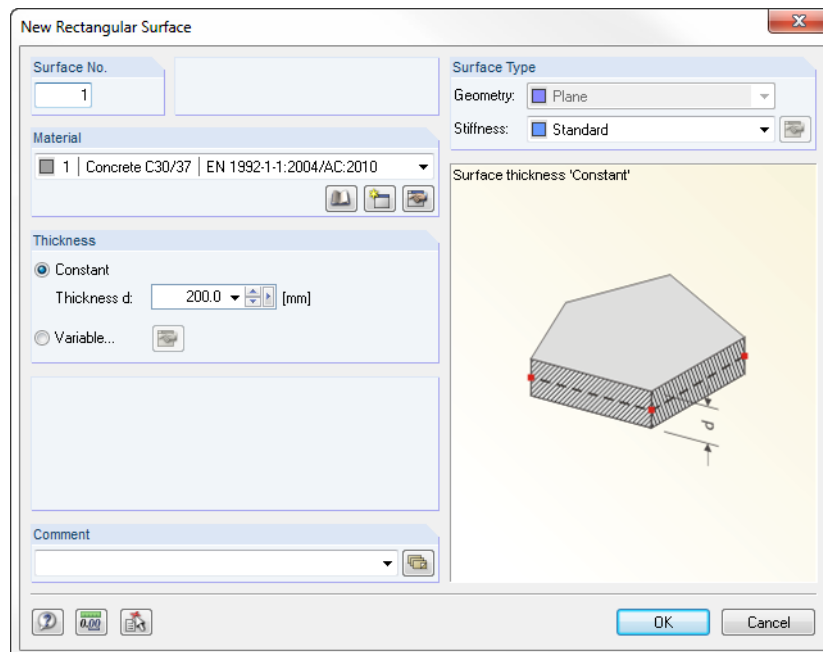 New Rectangular Surface
Surface No.
1
Material
1 | Concrete C30/37 | EN 1992-1-1:2004/AC:2010
Thickness
Constant
Thickness d: 200.0 [mm]
Variable...
Comment
Surface Type
Geometry: Plane
Stiffness: Standard
Surface thickness 'Constant'
d
0.00
OK Cancel